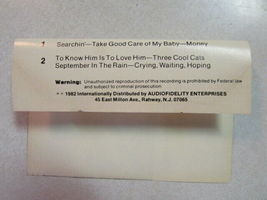 1 Searchin'—Take Good Care of My Baby—Money
2 To Know Him Is To Love Him—Three Cool Cats
September In The Rain—Crying, Waiting, Hoping
Warning: Unauthorized reproduction of this recording is prohibited by Federal law
and subject to criminal prosecution.
℗ © 1982 Internationally Distributed by AUDIOFIDELITY ENTERPRISES
45 East Milton Ave., Rahway, N.J. 07065